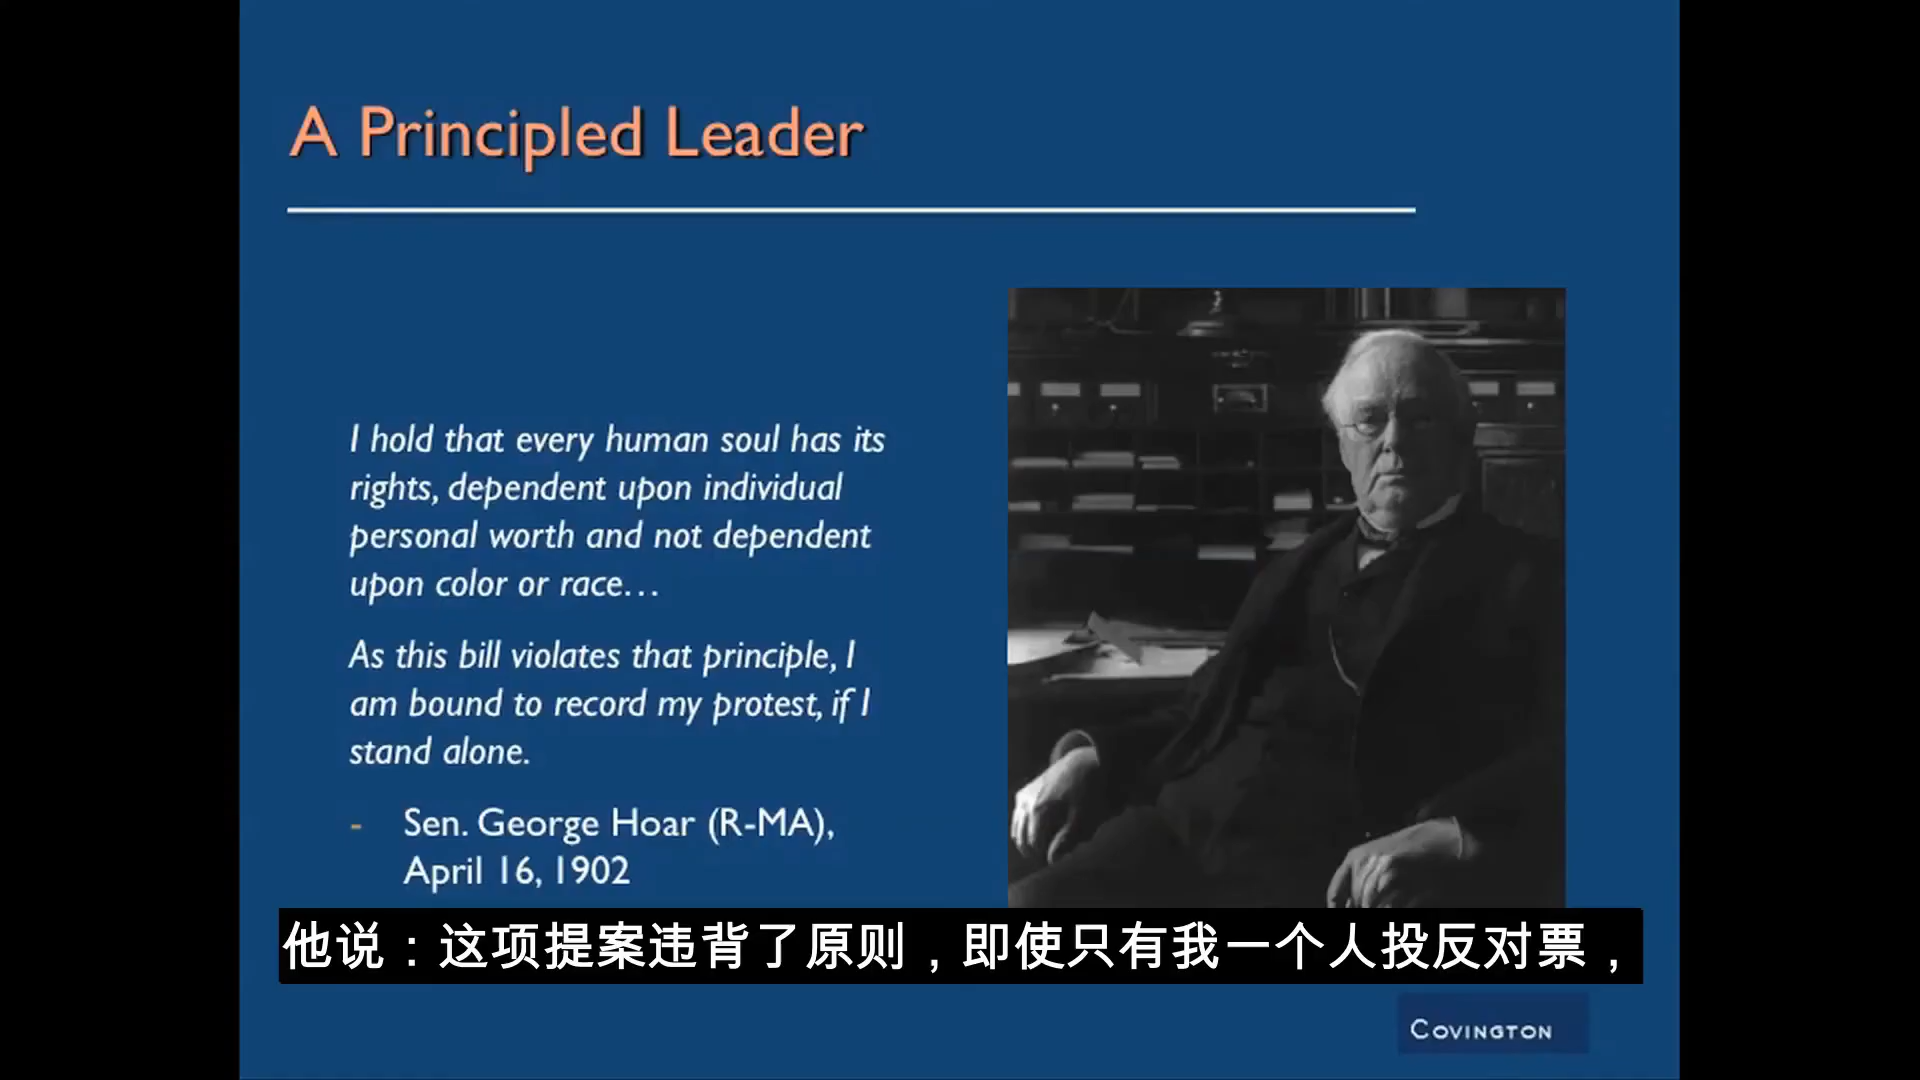 A Principled Leader
I hold that every human soul has its
rights, dependent upon individual
personal worth and not dependent
upon color or race…
As this bill violates that principle, I
am bound to record my protest, if I
stand alone.
- Sen. George Hoar (R-MA),
April 16, 1902
他说：这项提案违背了原则，即使只有我一个人投反对票，
COVINGTON